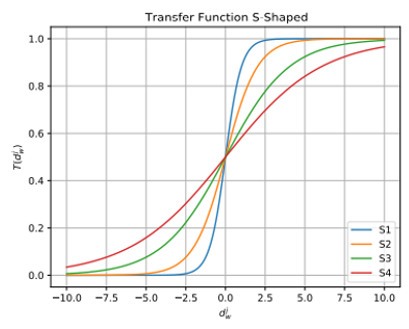 Transfer Function S-Shaped
T(d_w^j)
1.0
0.8
0.6
0.4
0.2
0.0
S1
S2
S3
S4
−10.0 −7.5 −5.0 −2.5 0.0 2.5 5.0 7.5 10.0
d_w^j